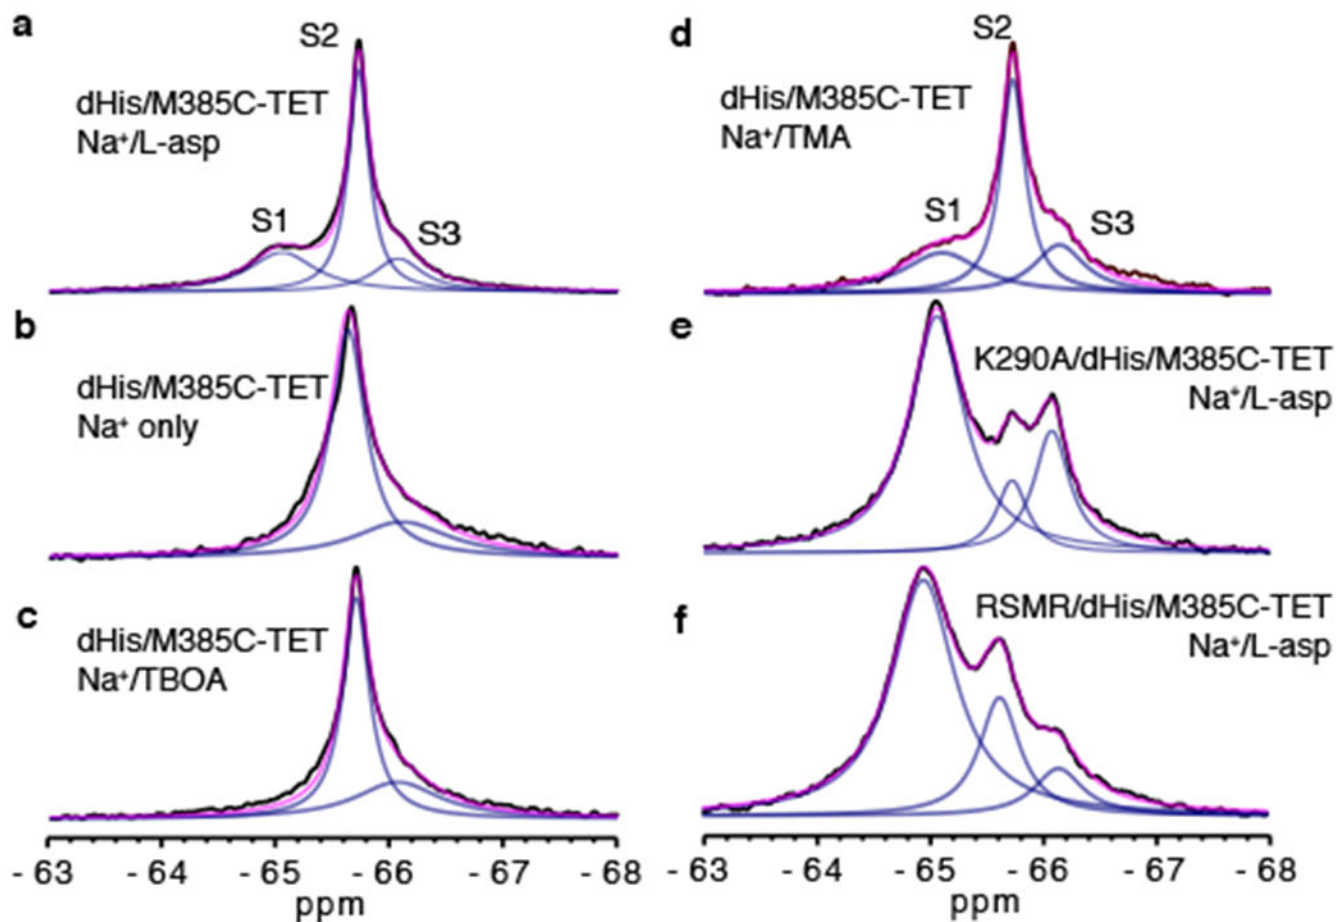 a
S2
dHis/M385C-TET
Na⁺/L-asp
S1
S3
b
dHis/M385C-TET
Na⁺ only
c
dHis/M385C-TET
Na⁺/TBOA
-63 -64 -65 -66 -67 -68
ppm
d
S2
dHis/M385C-TET
Na⁺/TMA
S1
S3
e
K290A/dHis/M385C-TET
Na⁺/L-asp
f
RSMR/dHis/M385C-TET
Na⁺/L-asp
-63 -64 -65 -66 -67 -68
ppm